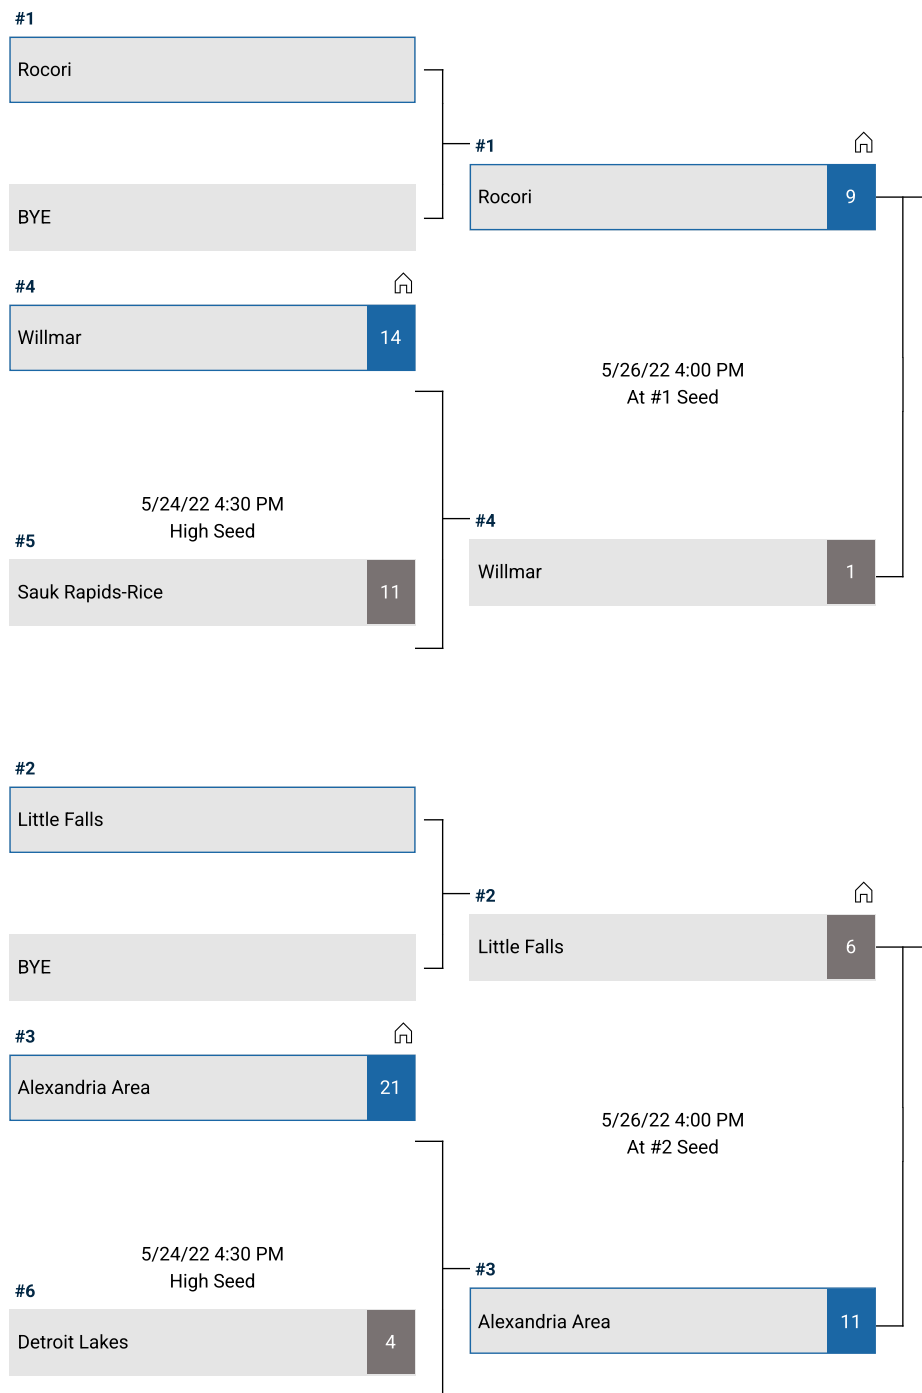 #1
Rocori
BYE
#1
Rocori
9
#4
Willmar
14
5/24/22 4:30 PM
High Seed
#5
Sauk Rapids-Rice
11
5/26/22 4:00 PM
At #1 Seed
#4
Willmar
1
#2
Little Falls
BYE
#2
Little Falls
6
#3
Alexandria Area
21
5/24/22 4:30 PM
High Seed
#6
Detroit Lakes
4
5/26/22 4:00 PM
At #2 Seed
#3
Alexandria Area
11